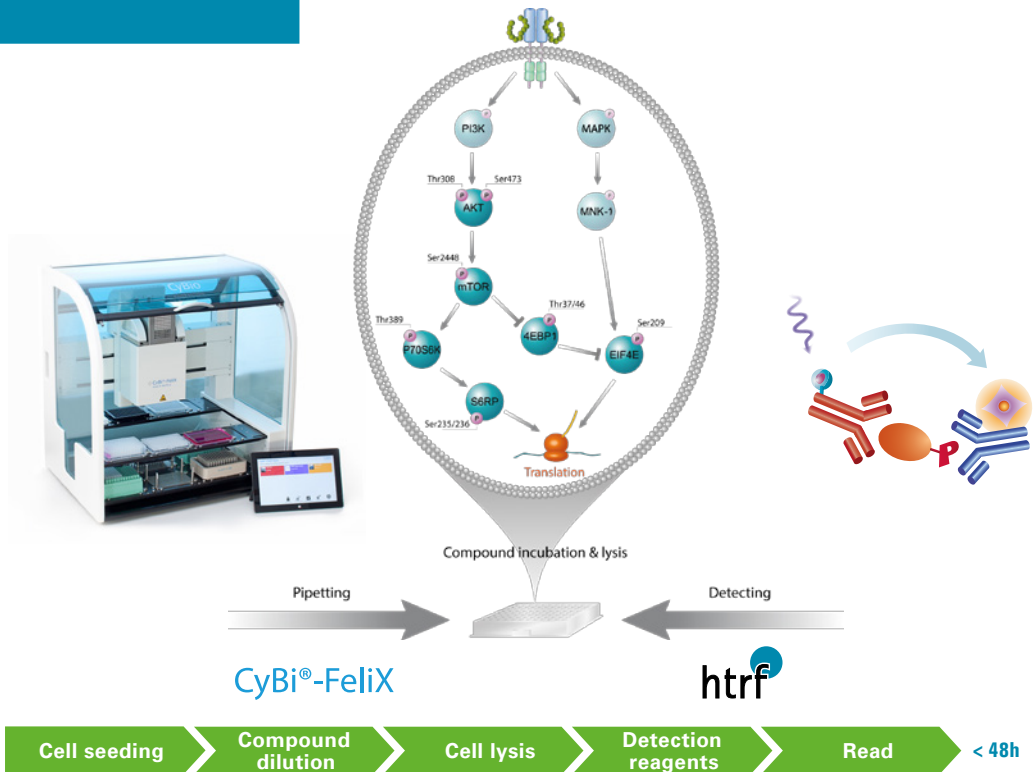 P
PI3K
P
MAPK
Thr308
Ser473
P
P
AKT
P
MNK-1
Ser2448
P
mTOR
Thr37/46
Thr389
P
Ser209
P
P
P70S6K
4EBP1
EIF4E
S6RP
P
Ser235/236
Translation
CyBio
P
Compound incubation & lysis
Pipetting
Detecting
CyBi®-FeliX
htrf
Cell seeding
Compound
dilution
Cell lysis
Detection
reagents
Read
< 48h